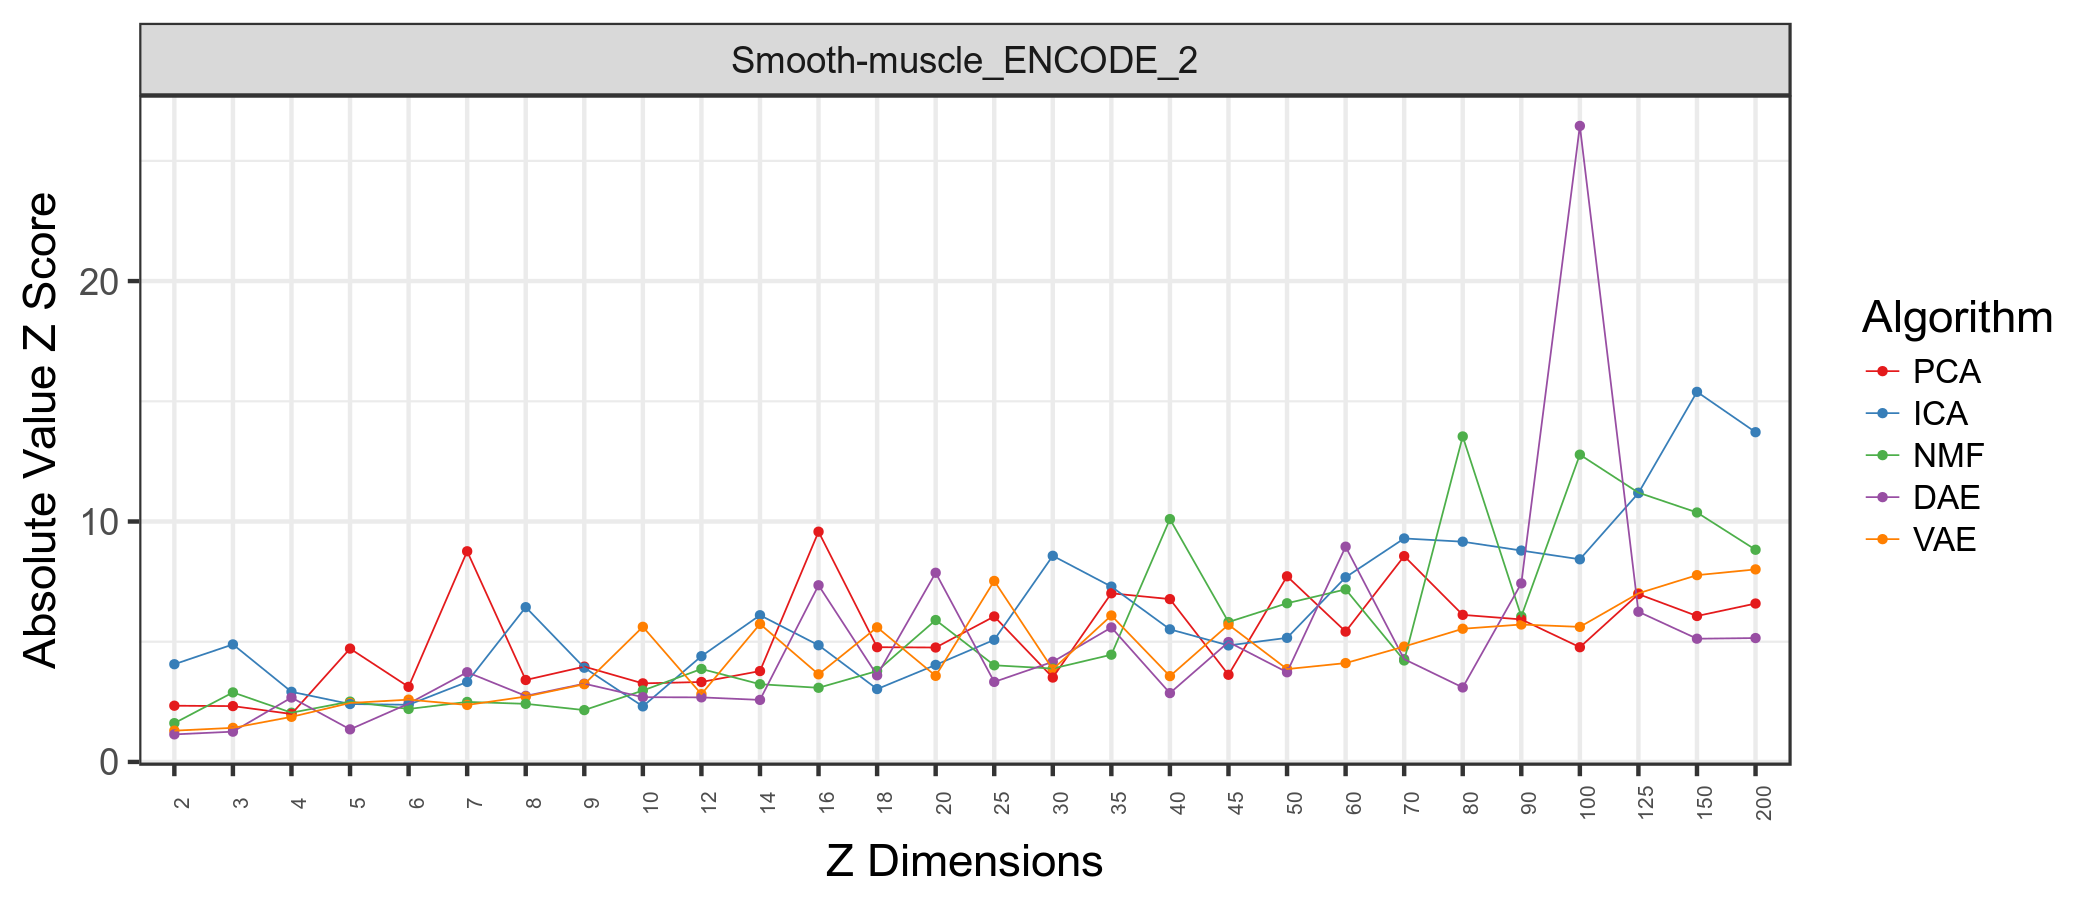 Smooth-muscle_ENCODE_2
Absolute Value Z Score
20
10
0
2 3 4 5 6 7 8 9 10 12 14 16 18 20 25 30 35 40 45 50 60 70 80 90 100 125 150 200
Z Dimensions
Algorithm
PCA
ICA
NMF
DAE
VAE